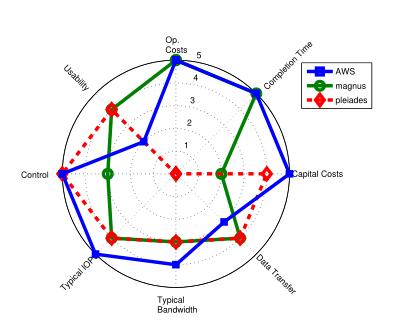 Op.
Costs
5
4
3
2
1
Completion Time
AWS
magnus
pleiades
Usability
Control
Capital Costs
Typical IOP
Data Transfer
Typical
Bandwidth